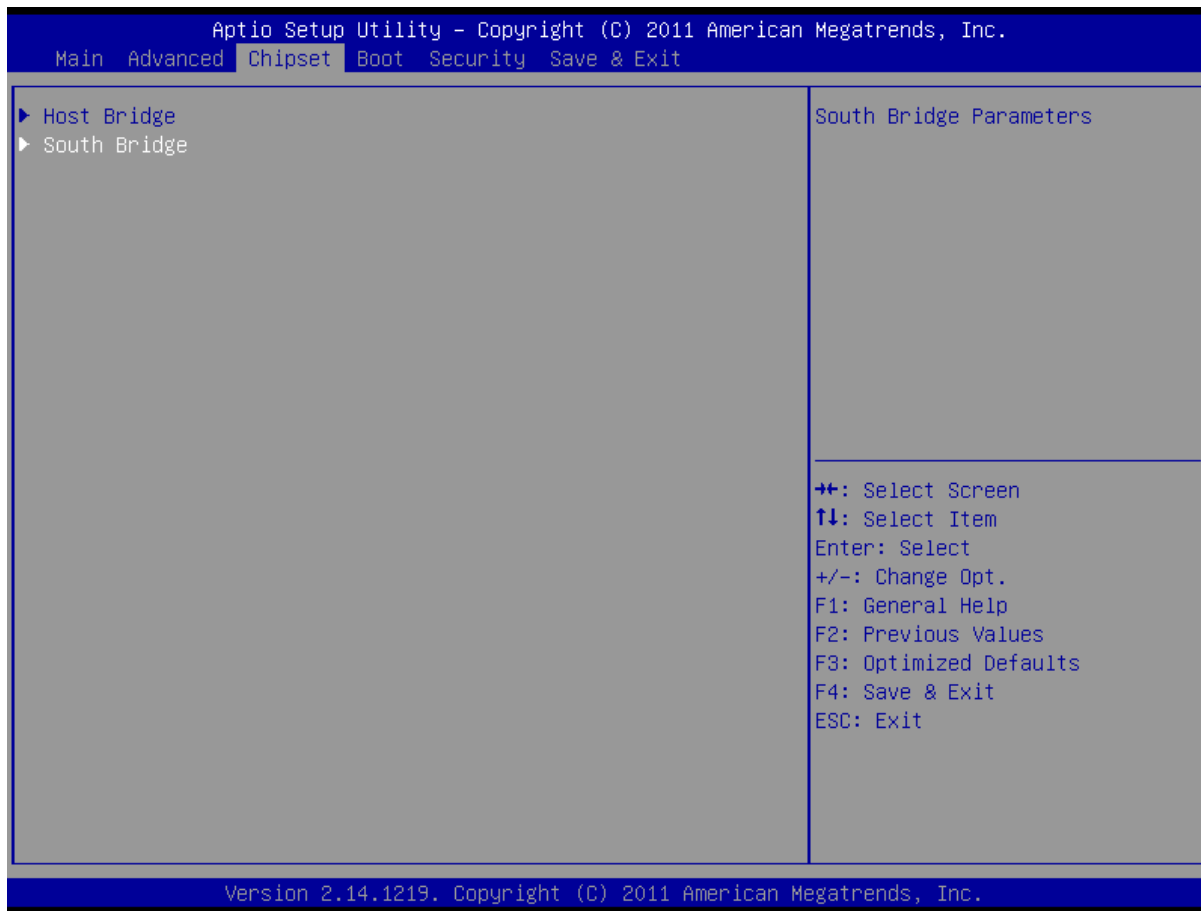 Aptio Setup Utility – Copyright (C) 2011 American Megatrends, Inc.
Main Advanced Chipset Boot Security Save & Exit
▶ Host Bridge
▶ South Bridge
South Bridge Parameters
→←: Select Screen
↑↓: Select Item
Enter: Select
+/-: Change Opt.
F1: General Help
F2: Previous Values
F3: Optimized Defaults
F4: Save & Exit
ESC: Exit
Version 2.14.1219. Copyright (C) 2011 American Megatrends, Inc.